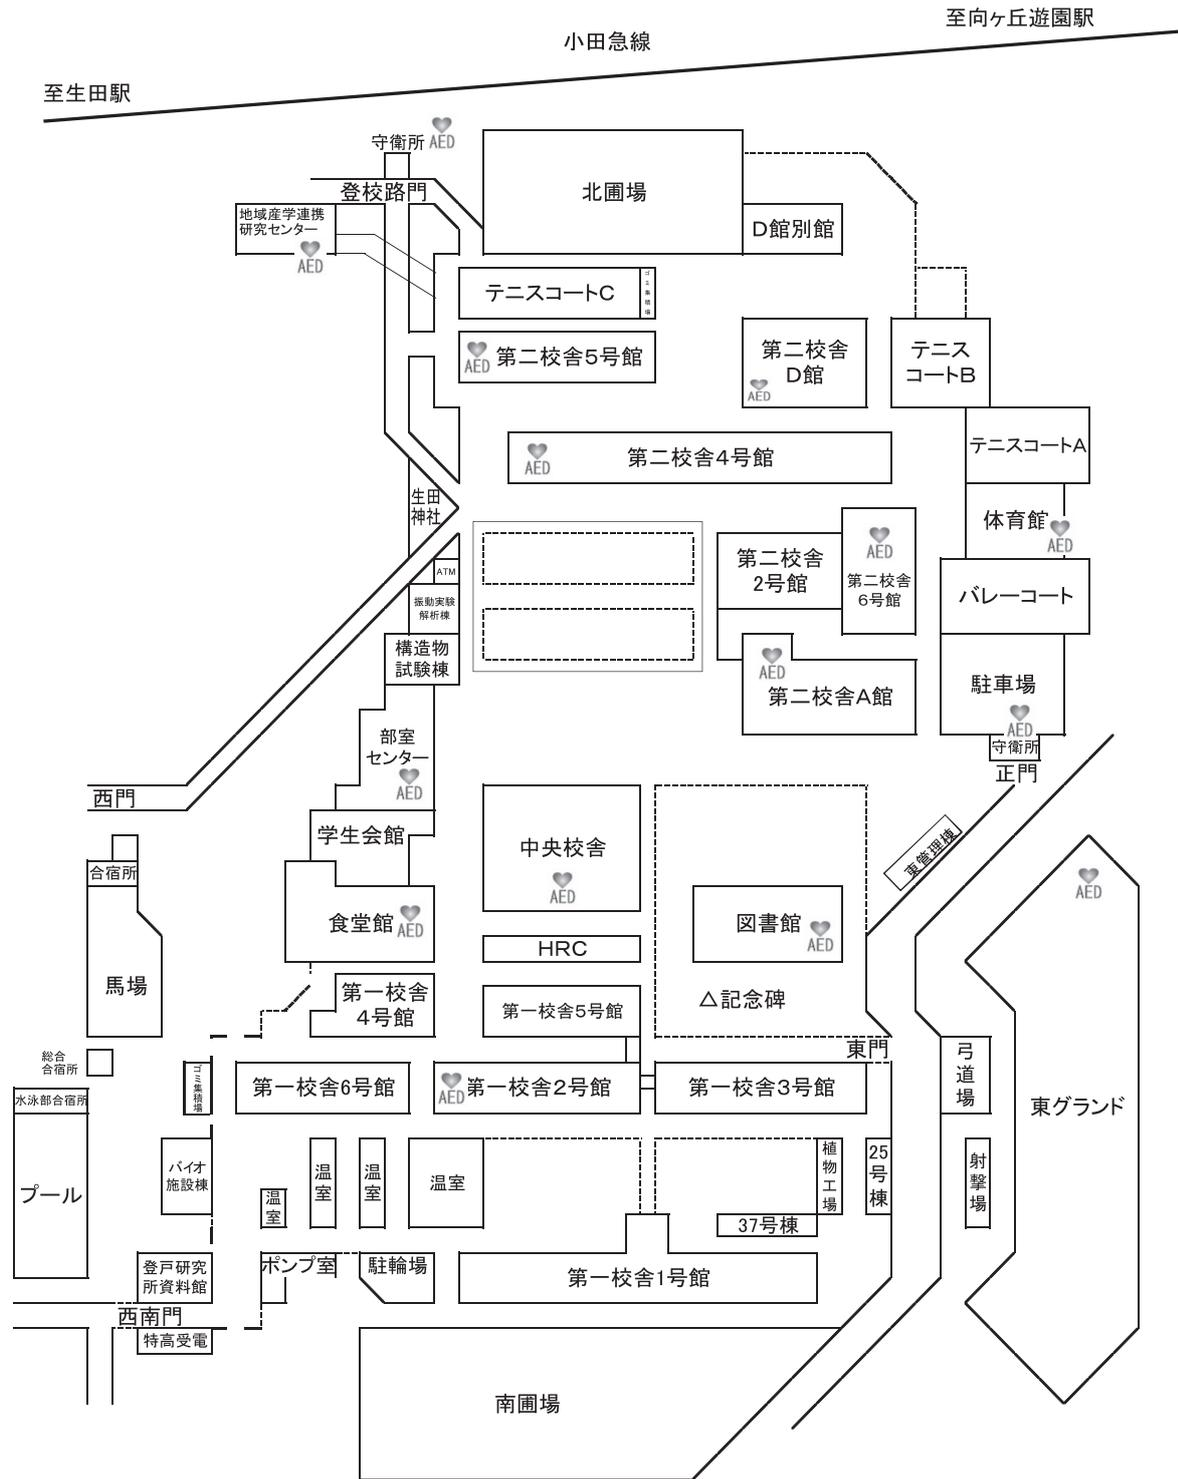 至向ヶ丘遊園駅
小田急線
至生田駅
守衛所
AED
登校路門
北圃場
地域産学連携
研究センター
AED
D館別館
テニスコートC
ゴミ集積場
AED
第二校舎5号館
第二校舎
D館
AED
テニス
コートB
AED
第二校舎4号館
テニスコートA
生田
神社
体育館
AED
AED
第二校舎
2号館
第二校舎
6号館
ATM
振動実験
解析棟
バレーコート
構造物
試験棟
AED
第二校舎A館
駐車場
AED
守衛所
正門
部室
センター
AED
西門
学生会館
中央校舎
AED
東管理棟
合宿所
AED
食堂館
AED
図書館
AED
HRC
馬場
第一校舎
4号館
第一校舎5号館
△記念碑
東門
総合
合宿所
ゴミ集積場
第一校舎6号館
AED
第一校舎2号館
第一校舎3号館
弓道場
水泳部合宿所
東グランド
プール
バイオ
施設棟
温室
温室
温室
温室
植物工場
25号棟
射撃場
37号棟
登戸研究
所資料館
ポンプ室
駐輪場
第一校舎1号館
西南門
特高受電
南圃場